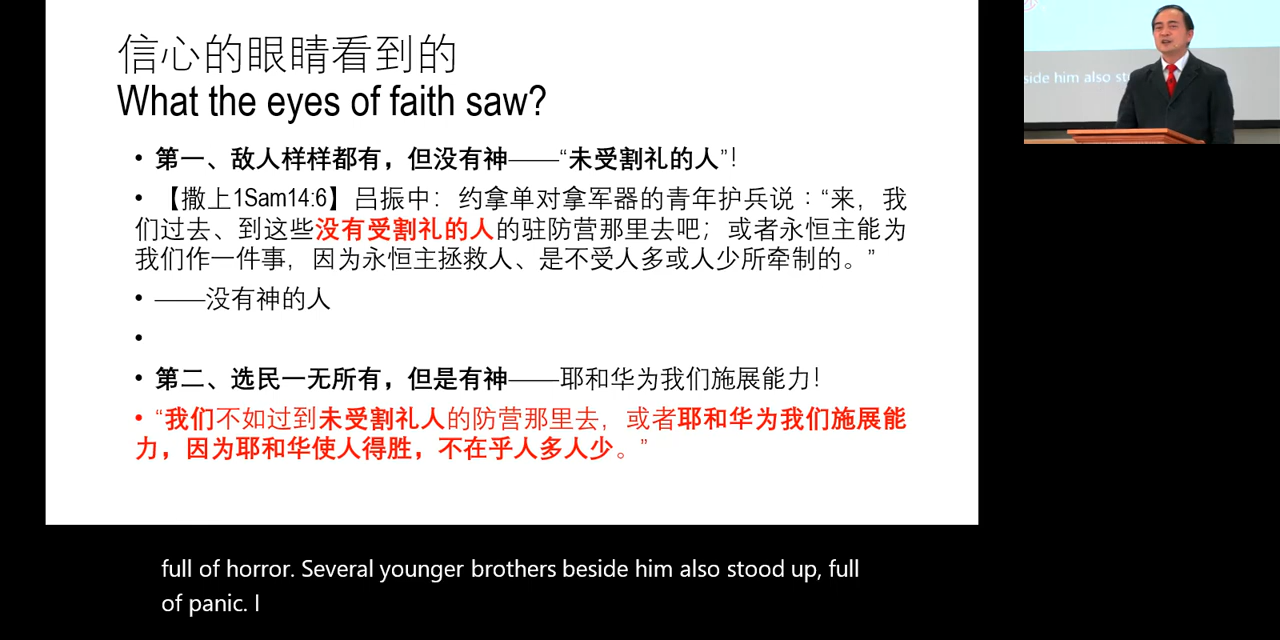 信心的眼睛看到的
What the eyes of faith saw?
• 第一、敌人样样都有，但没有神——“未受割礼的人”！
• 【撒上1Sam14:6】吕振中：约拿单对拿军器的青年护兵说：“来，我
们过去、到这些没有受割礼的人的驻防营那里去吧；或者永恒主能为
我们作一件事，因为永恒主拯救人、是不受人多或人少所牵制的。”
• ——没有神的人
•
• 第二、选民一无所有，但是有神——耶和华为我们施展能力！
• “我们不如过到未受割礼人的防营那里去，或者耶和华为我们施展能
力，因为耶和华使人得胜，不在乎人多人少。”
side him also st
full of horror. Several younger brothers beside him also stood up, full
of panic. I